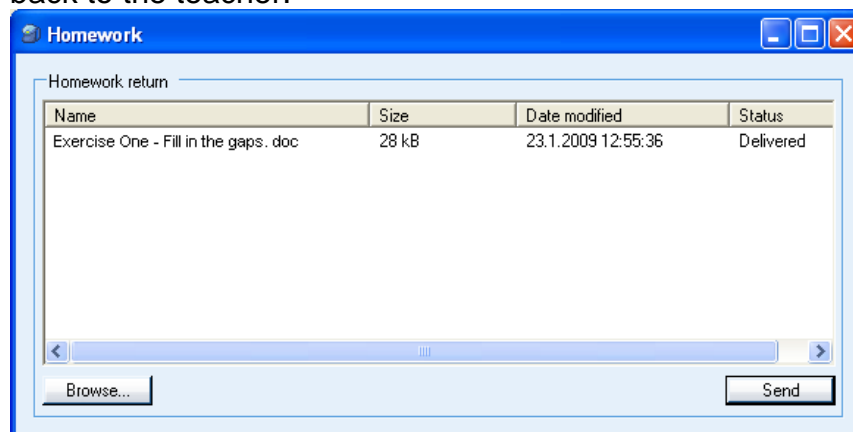 back to the teacher.
Homework
Homework return
Name Size Date modified Status
Exercise One - Fill in the gaps. doc 28 kB 23.1.2009 12:55:36 Delivered
Browse... Send